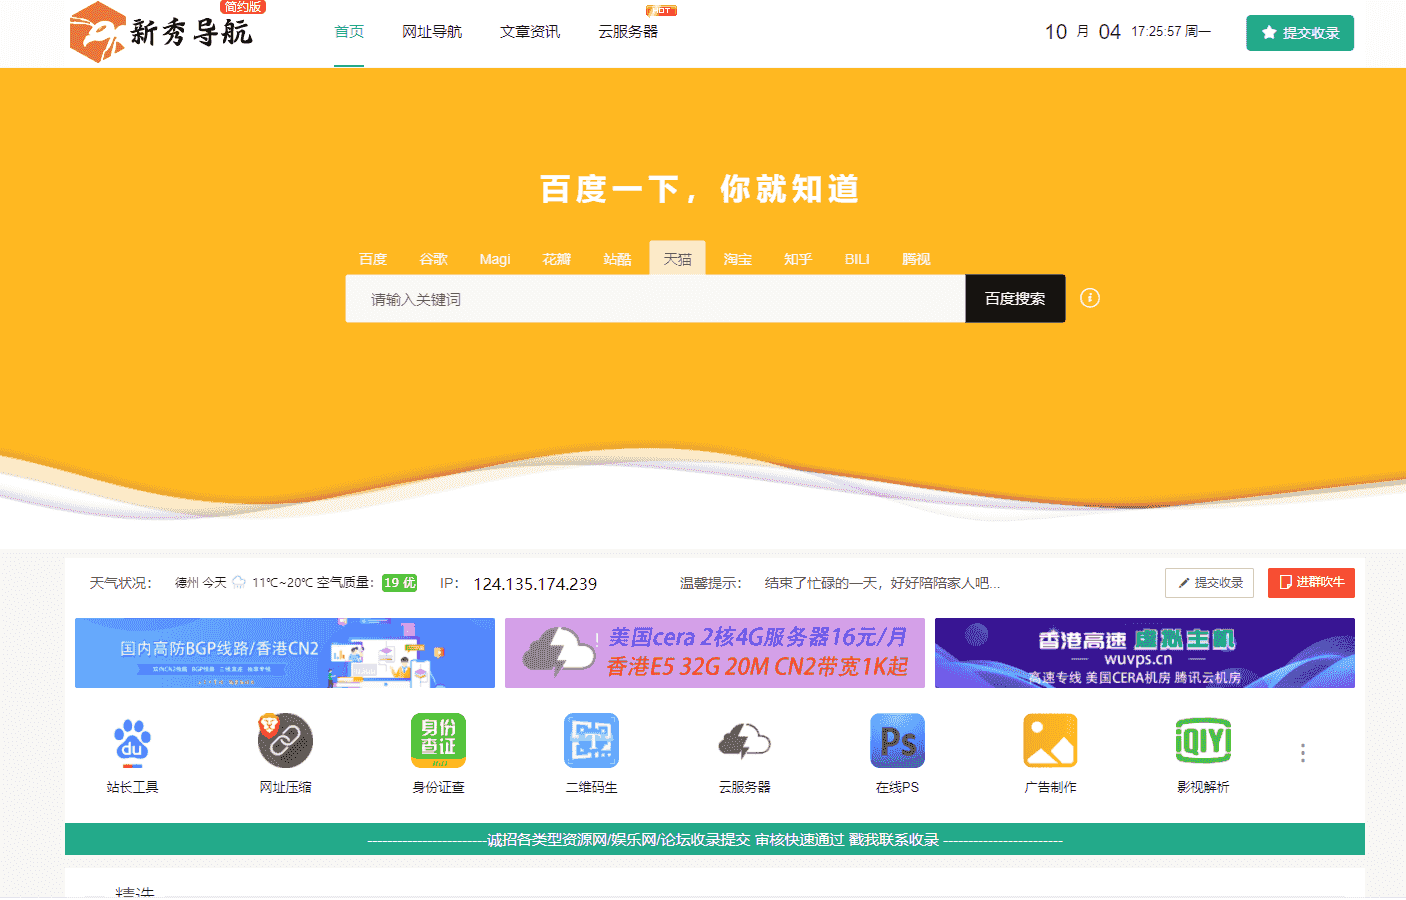 简约版
新秀导航
首页 网址导航 文章资讯 云服务器
HOT
10 月 04 17:25:57 周一
提交收录
百度一下，你就知道
百度 谷歌 Magi 花瓣 站酷 天猫 淘宝 知乎 BILI 腾视
请输入关键词
百度搜索
天气状况： 德州 今天 11℃~20℃ 空气质量： 19 优 IP： 124.135.174.239 温馨提示： 结束了忙碌的一天，好好陪陪家人吧... 提交收录 进群吹牛
国内高防BGP线路/香港CN2
美国cera 2核4G服务器16元/月
香港E5 32G 20M CN2带宽1K起
香港高速 虚拟主机
wuvps.cn
高速专线 美国CERA机房 腾讯云机房
du
身份查证
Ps
iQIY
站长工具 网址压缩 身份证查 二维码生 云服务器 在线PS 广告制作 影视解析
------------------------诚招各类型资源网/娱乐网/论坛收录提交 审核快速通过 戳我联系收录 ------------------------
精选